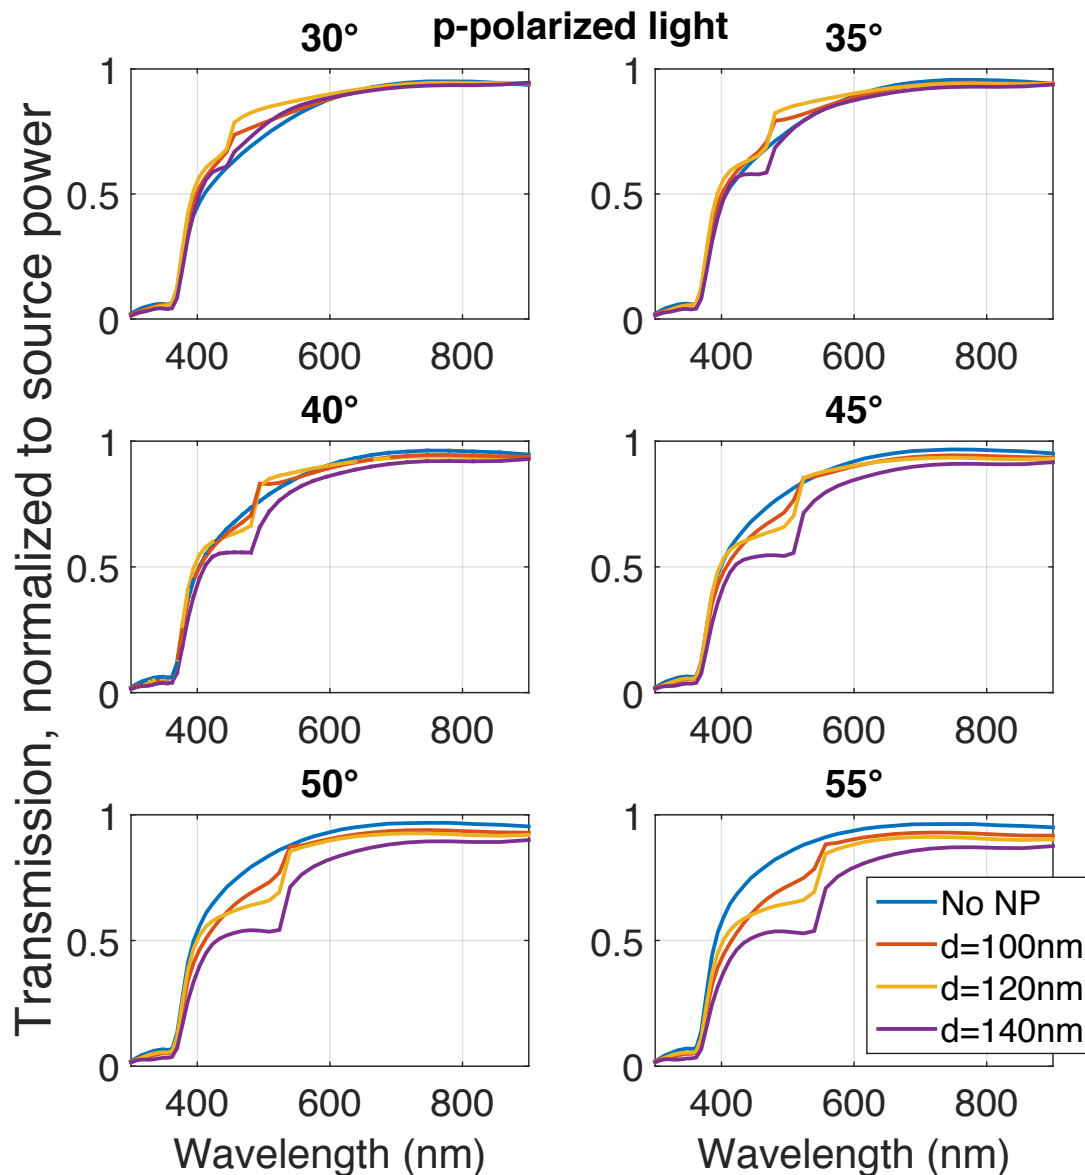 p-polarized light
30°
35°
1
0.5
0
400 600 800
1
0.5
0
400 600 800
40°
45°
1
0.5
0
400 600 800
1
0.5
0
400 600 800
50°
55°
1
0.5
0
400 600 800
1
0.5
0
400 600 800
Transmission, normalized to source power
Wavelength (nm)
Wavelength (nm)
No NP
d=100nm
d=120nm
d=140nm